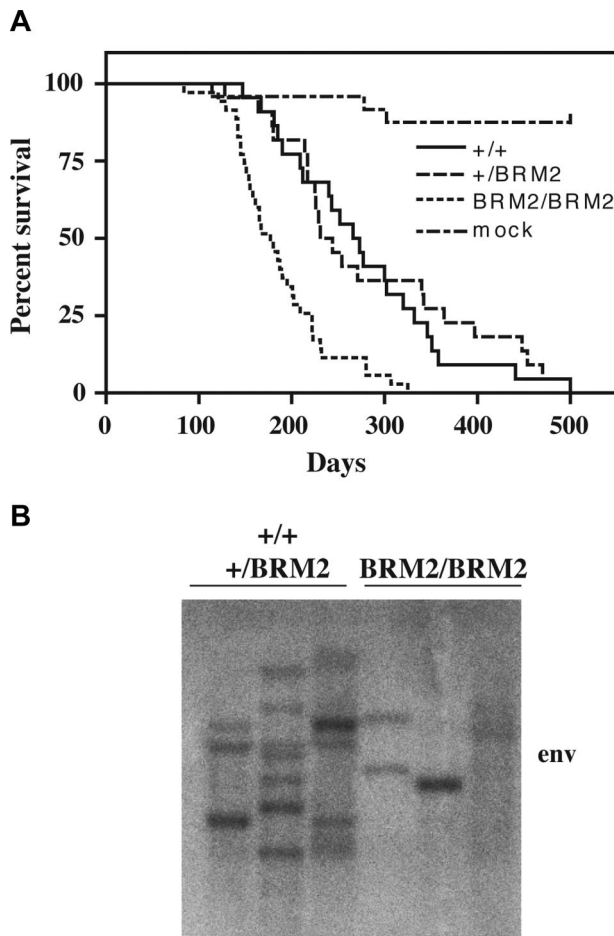 A
Percent survival
100
75
50
25
0
+/+
+/BRM2
BRM2/BRM2
mock
0 100 200 300 400 500
Days
B
+/+
+/BRM2 BRM2/BRM2
env